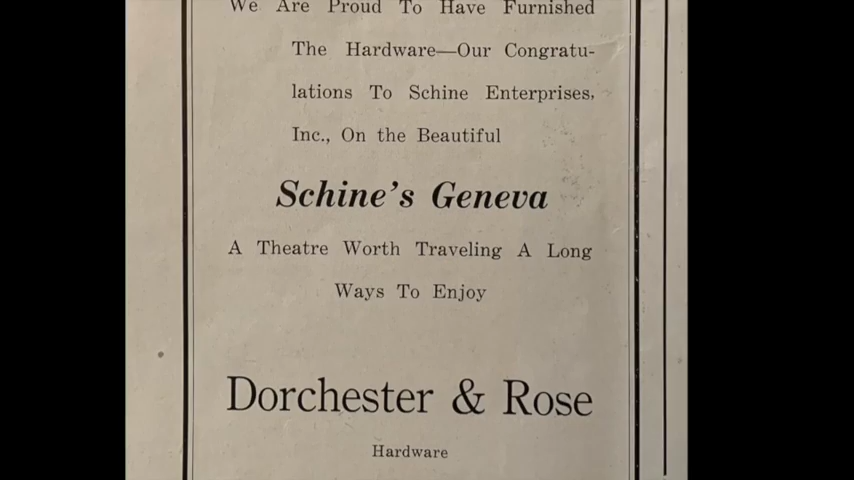 We Are Proud To Have Furnished
The Hardware—Our Congratu-
lations To Schine Enterprises,
Inc., On the Beautiful
Schine's Geneva
A Theatre Worth Traveling A Long
Ways To Enjoy
Dorchester & Rose
Hardware